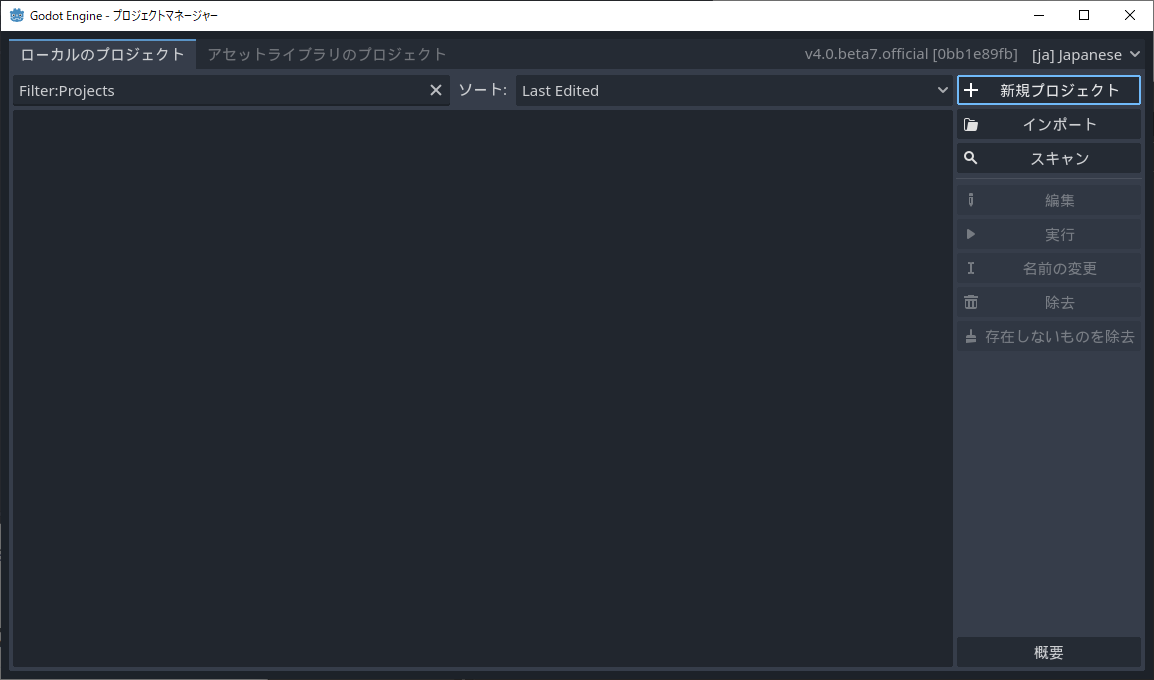 Godot Engine - プロジェクトマネージャー
ローカルのプロジェクト アセットライブラリのプロジェクト v4.0.beta7.official [0bb1e89fb] [ja] Japanese
Filter:Projects ソート: Last Edited 新規プロジェクト
インポート
スキャン
編集
実行
名前の変更
除去
存在しないものを除去
概要